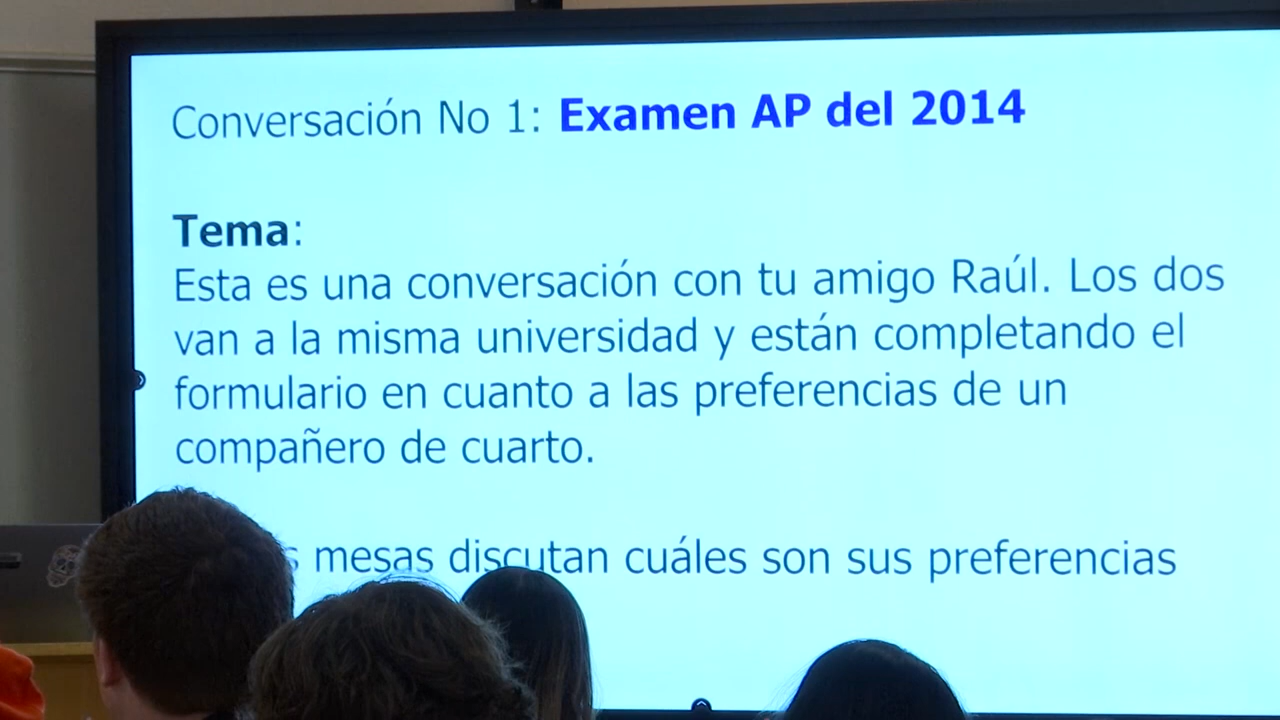 Conversación No 1: Examen AP del 2014
Tema:
Esta es una conversación con tu amigo Raúl. Los dos
van a la misma universidad y están completando el
formulario en cuanto a las preferencias de un
compañero de cuarto.
mesas discutan cuáles son sus preferencias